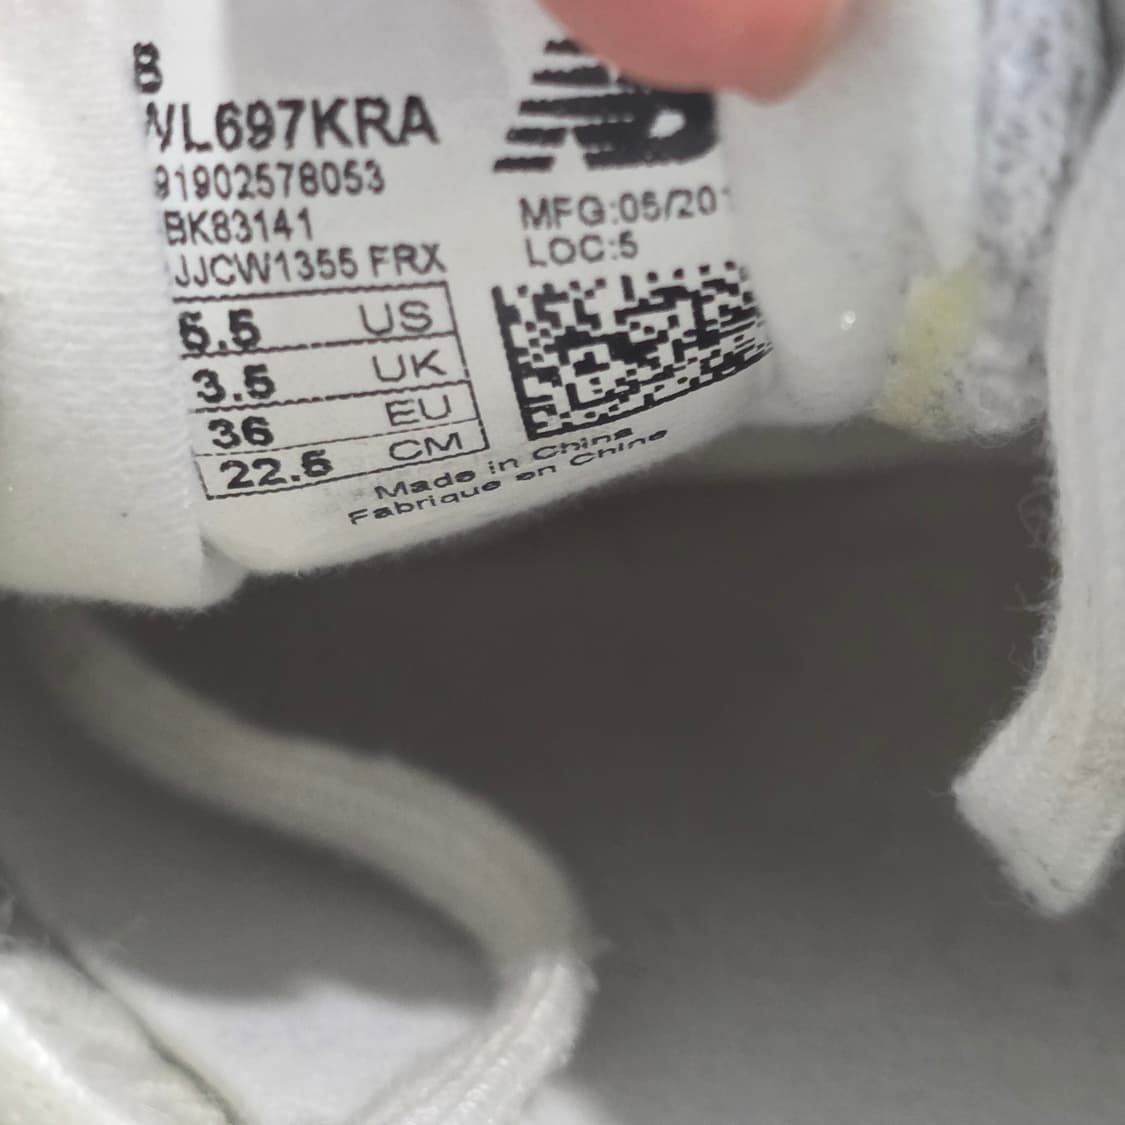 8
WL697KRA
91902578053
BK83141
JJCW1355 FRX
5.5 US
3.5 UK
36 EU
22.5 CM
MFG:05/201
LOC:5
Made in China
Fabrique en Chine